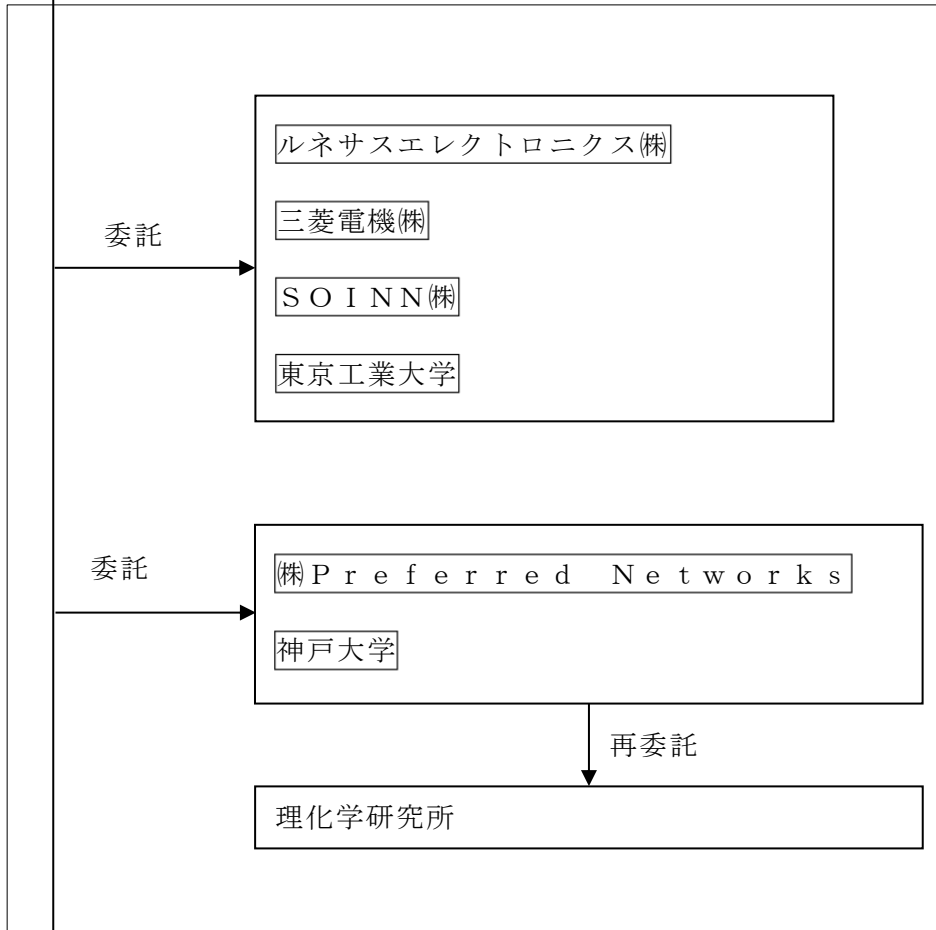 ルネサスエレクトロニクス㈱
三菱電機㈱
委託
ＳＯＩＮＮ㈱
東京工業大学
㈱Ｐｒｅｆｅｒｒｅｄ　Ｎｅｔｗｏｒｋｓ
委託
神戸大学
再委託
理化学研究所